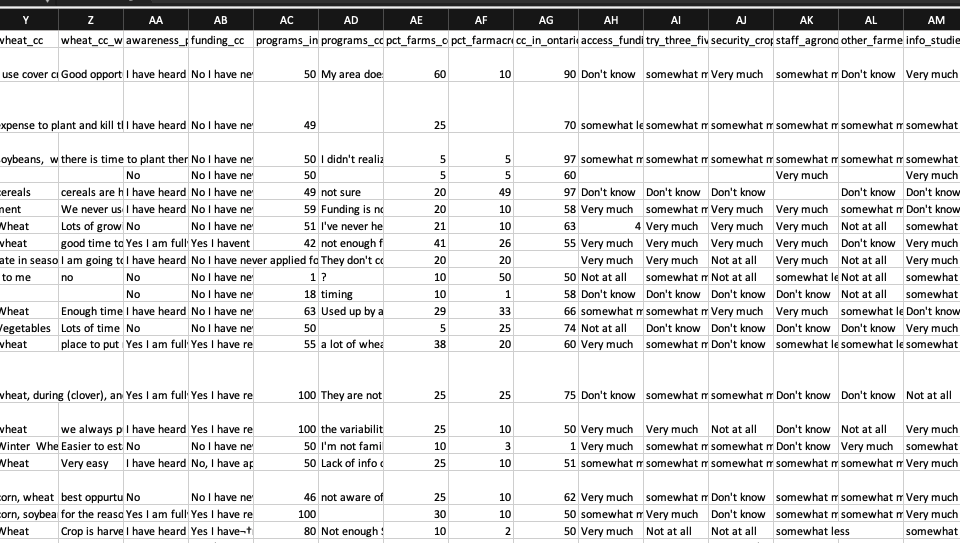 Y Z AA AB AC AD AE AF AG AH AI AJ AK AL AM
wheat_cc wheat_cc_w awareness_p funding_cc programs_in programs_cc pct_farms_c pct_farmacre cc_in_ontario access_fundi try_three_fiv security_crop staff_agrono other_farme info_studie
use cover c Good opport I have heard No I have ne 50 My area doe 60 10 90 Don't know somewhat m Very much somewhat m Don't know Very much
expense to plant and kill t I have heard No I have ne 49 25 70 somewhat le somewhat m somewhat m somewhat m somewhat m somewhat
soybeans, w there is time to plant ther I have heard No I have ne 50 I didn't realiz 5 5 97 somewhat m somewhat m somewhat m somewhat m somewhat m somewhat
No No I have ne 50 5 5 60 Very much Very much
cereals cereals are h I have heard No I have ne 49 not sure 20 49 97 Don't know Don't know Don't know Don't know Don't know
ment We never us I have heard No I have ne 59 Funding is no 20 10 58 Very much somewhat m Very much Very much somewhat m Don't know
Wheat Lots of grow No No I have ne 51 I've never he 21 10 63 4 Very much Very much Very much Not at all somewhat
wheat good time to Yes I am full Yes I havent 42 not enough f 41 26 55 Very much Very much Very much Very much Don't know Very much
ate in seaso I am going to I have heard No I have never applied fo They don't co 20 20 Very much Very much Not at all Very much Not at all Very much
to me no No No I have ne 1 ? 10 50 50 Not at all somewhat m Not at all somewhat le Not at all somewhat
No No I have ne 18 timing 10 1 58 Don't know Don't know Don't know Don't know Not at all somewhat
Wheat Enough time I have heard No I have ne 63 Used up by a 29 33 66 somewhat m somewhat m Very much somewhat m somewhat le Don't know
Vegetables Lots of time No No I have ne 50 5 25 74 Not at all Don't know Don't know Don't know Don't know Very much
wheat place to put Yes I am full Yes I have re 55 a lot of whea 38 20 60 Very much somewhat m Don't know somewhat le somewhat le somewhat
wheat, during (clover), an Yes I am full Yes I have re 100 They are not 25 25 75 Don't know somewhat m somewhat m Don't know Don't know Not at all
wheat we always p I have heard Yes I have re 100 the variabilit 25 10 50 Very much Very much Not at all Don't know Not at all Very much
Winter Whe Easier to est No No I have ne 50 I'm not fami 10 3 1 Very much somewhat m somewhat m Don't know Very much somewhat
Wheat Very easy I have heard No, I have ap 50 Lack of info 25 10 51 somewhat m somewhat m somewhat m somewhat m somewhat m Very much
corn, wheat best oppurtu No No I have ne 46 not aware of 25 10 62 Very much somewhat m Don't know somewhat m somewhat m Very much
corn, soybea for the reaso Yes I am full Yes I have re 100 30 10 50 somewhat m Very much Don't know somewhat m somewhat m Very much
Wheat Crop is harve I have heard Yes I have¬† 80 Not enough 10 2 50 Very much Not at all Not at all somewhat less somewhat